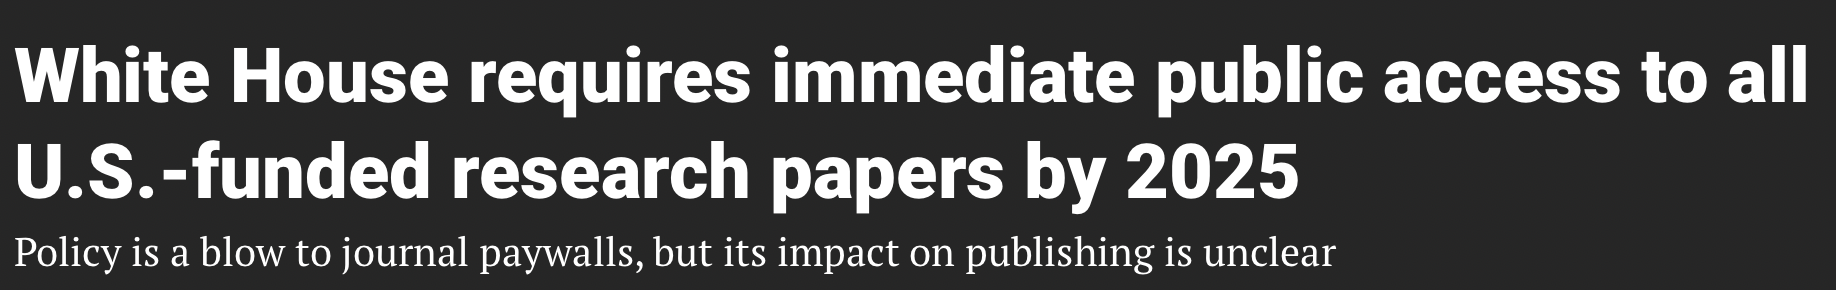 White House requires immediate public access to all
U.S.-funded research papers by 2025
Policy is a blow to journal paywalls, but its impact on publishing is unclear